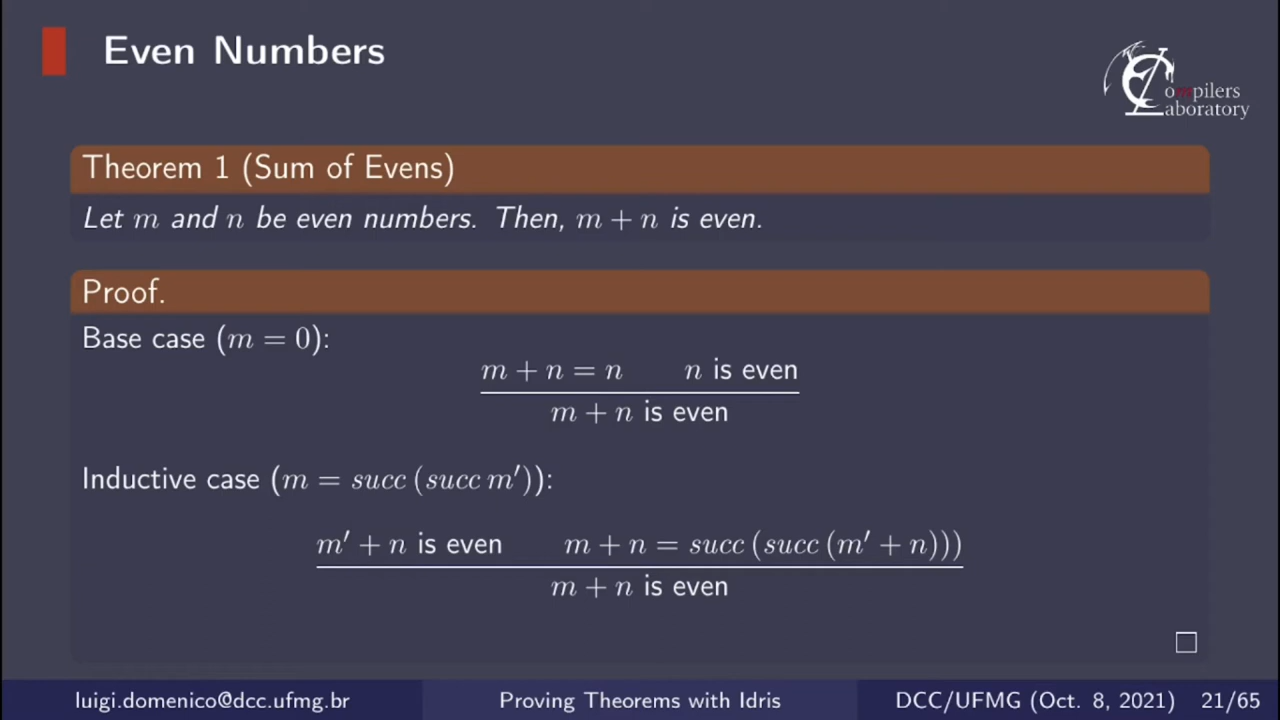 Even Numbers
Compilers
Laboratory
Theorem 1 (Sum of Evens)
Let m and n be even numbers. Then, m + n is even.
Proof.
Base case (m = 0):
m + n = n n is even
m + n is even
Inductive case (m = succ (succ m′)):
m′ + n is even m + n = succ (succ (m′ + n)))
m + n is even
□
luigi.domenico@dcc.ufmg.br Proving Theorems with Idris DCC/UFMG (Oct. 8, 2021) 21/65